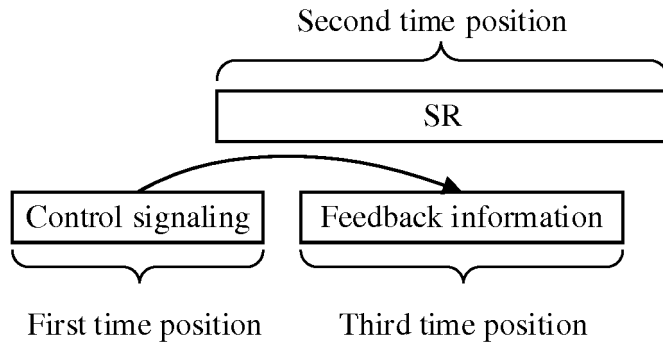 Second time position
SR
Control signaling
Feedback information
First time position
Third time position